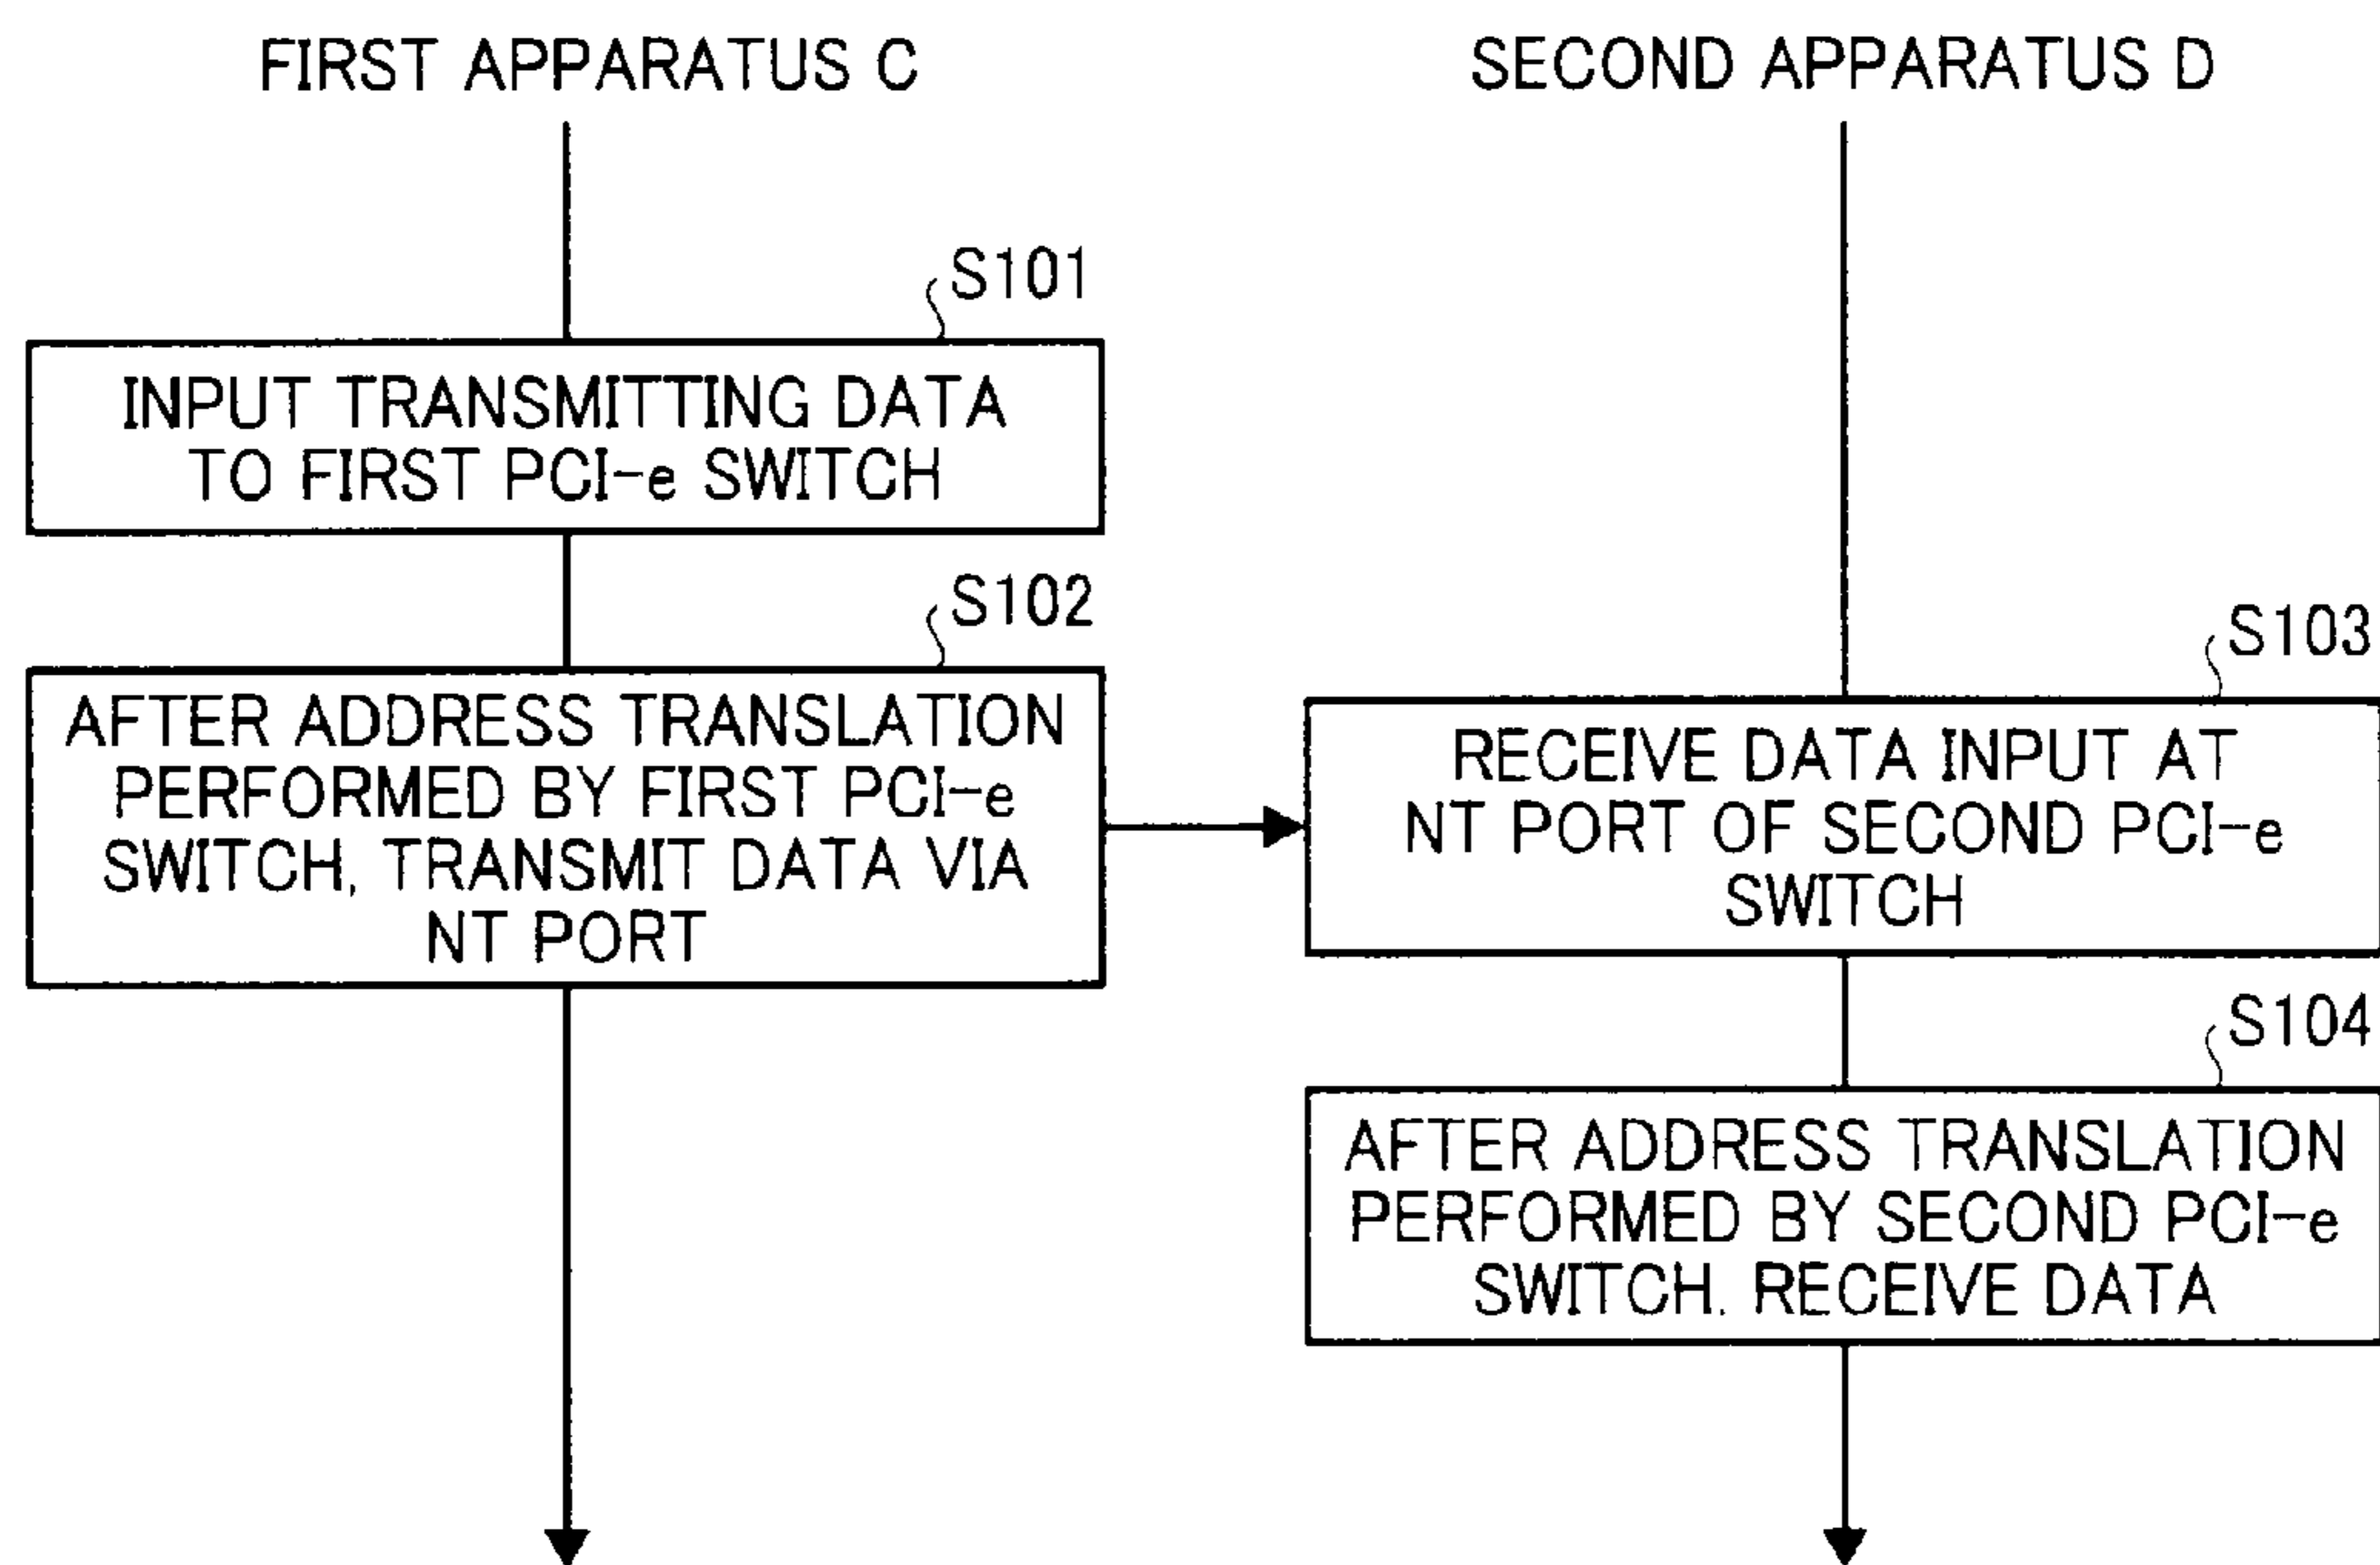 FIRST APPARATUS C
SECOND APPARATUS D
S101
INPUT TRANSMITTING DATA
TO FIRST PCI-e SWITCH
S102
AFTER ADDRESS TRANSLATION
PERFORMED BY FIRST PCI-e
SWITCH, TRANSMIT DATA VIA
NT PORT
S103
RECEIVE DATA INPUT AT
NT PORT OF SECOND PCI-e
SWITCH
S104
AFTER ADDRESS TRANSLATION
PERFORMED BY SECOND PCI-e
SWITCH, RECEIVE DATA